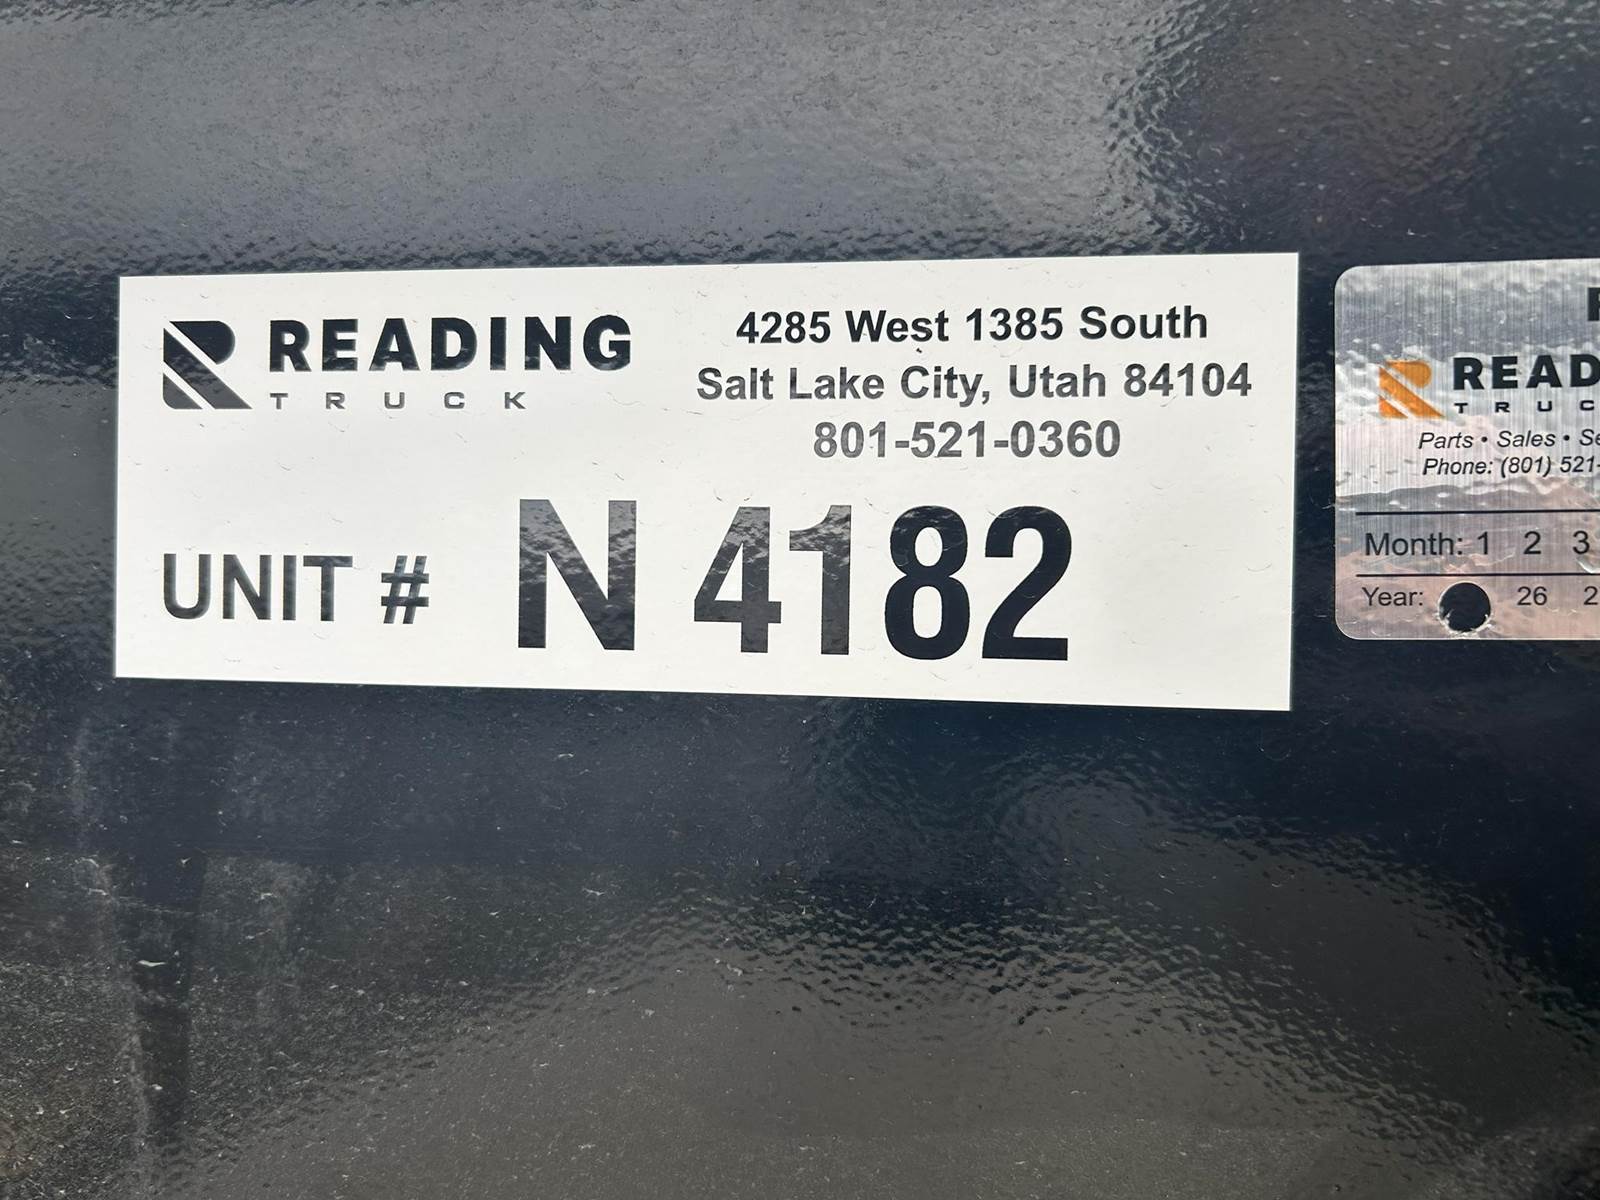 READING
TRUCK
4285 West 1385 South
Salt Lake City, Utah 84104
801-521-0360
UNIT # N 4182
READ
TRUC
Parts • Sales • Se
Phone: (801) 521-
Month: 1 2 3
Year: 26 2